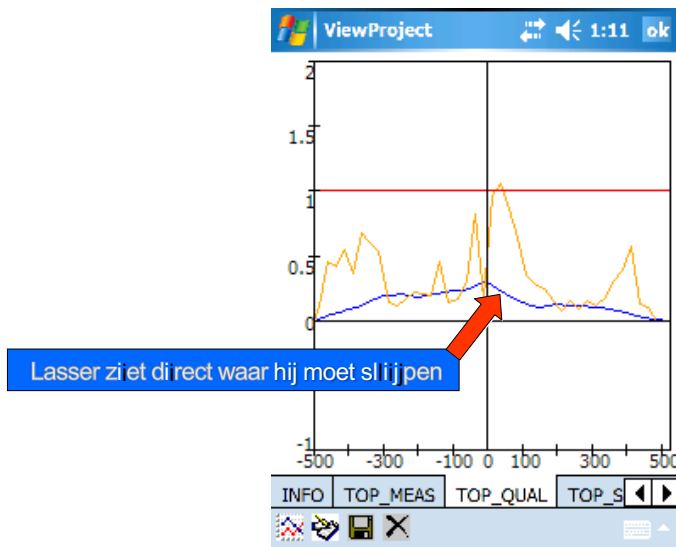 ViewProject 1:11 ok
2
1.5
1
0.5
0
Lasser ziet direct waar hij moet slijpen
-1
-500 -300 -100 0 100 300 500
INFO TOP_MEAS TOP_QUAL TOP_S